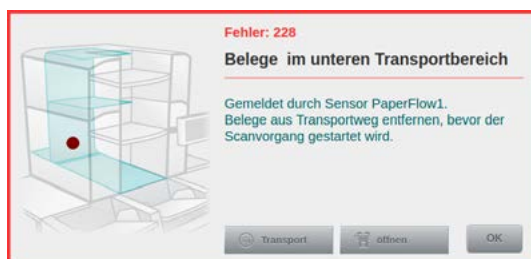 Fehler: 228
Belege im unteren Transportbereich
Gemeldet durch Sensor PaperFlow1.
Belege aus Transportweg entfernen, bevor der
Scanvorgang gestartet wird.
Transport öffnen OK